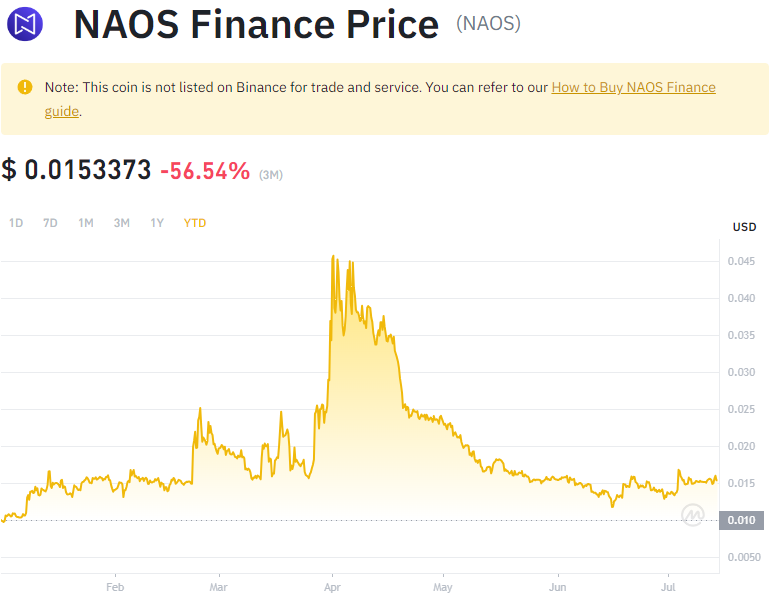 NAOS Finance Price (NAOS)
Note: This coin is not listed on Binance for trade and service. You can refer to our How to Buy NAOS Finance
guide.
$ 0.0153373 -56.54% (3M)
1D 7D 1M 3M 1Y YTD
USD
0.045
0.040
0.035
0.030
0.025
0.020
0.015
0.010
0.0050
Feb Mar Apr May Jun Jul